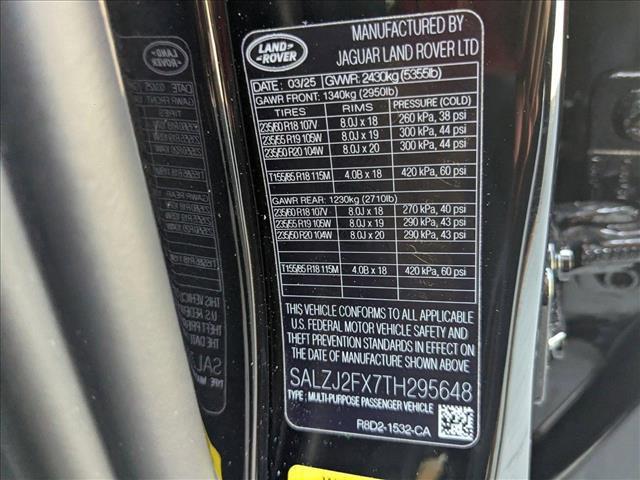 LAND ROVER
MANUFACTURED BY
JAGUAR LAND ROVER LTD
DATE: 03/25 GVWR: 2430kg (5355lb)
GAWR FRONT: 1340kg (2950lb)
TIRES RIMS PRESSURE (COLD)
235/60 R18 107V 8.0J x 18 260 kPa, 38 psi
235/55 R19 105W 8.0J x 19 300 kPa, 44 psi
235/50 R20 104W 8.0J x 20 300 kPa, 44 psi
T155/85 R18 115M 4.0B x 18 420 kPa, 60 psi
GAWR REAR: 1230kg (2710lb)
235/60 R18 107V 8.0J x 18 270 kPa, 40 psi
235/55 R19 105W 8.0J x 19 290 kPa, 43 psi
235/50 R20 104W 8.0J x 20 290 kPa, 43 psi
T155/85 R18 115M 4.0B x 18 420 kPa, 60 psi
THIS VEHICLE CONFORMS TO ALL APPLICABLE
U.S. FEDERAL MOTOR VEHICLE SAFETY AND
THEFT PREVENTION STANDARDS IN EFFECT ON
THE DATE OF MANUFACTURE SHOWN ABOVE
SALZJ2FX7TH295648
TYPE: MULTI-PURPOSE PASSENGER VEHICLE
R8D2-1532-CA